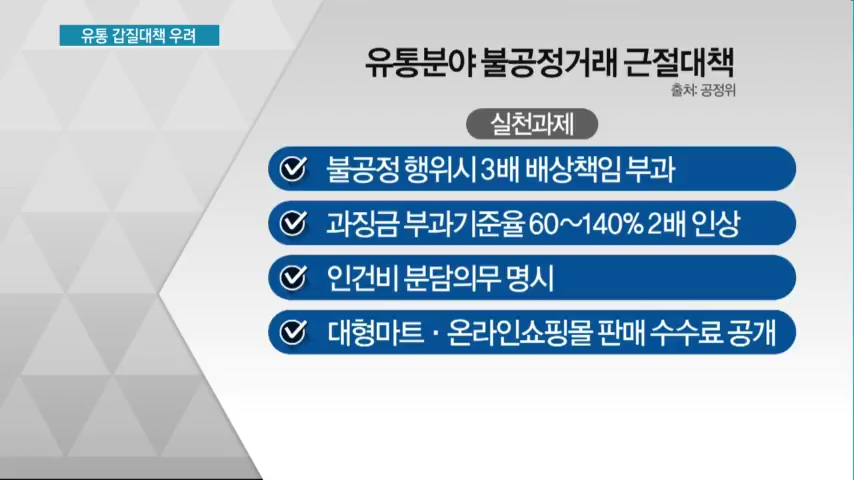 유통 갑질대책 우려
유통분야 불공정거래 근절대책
출처: 공정위
실천과제
불공정 행위시 3배 배상책임 부과
과징금 부과기준율 60～140% 2배 인상
인건비 분담의무 명시
대형마트·온라인쇼핑몰 판매 수수료 공개